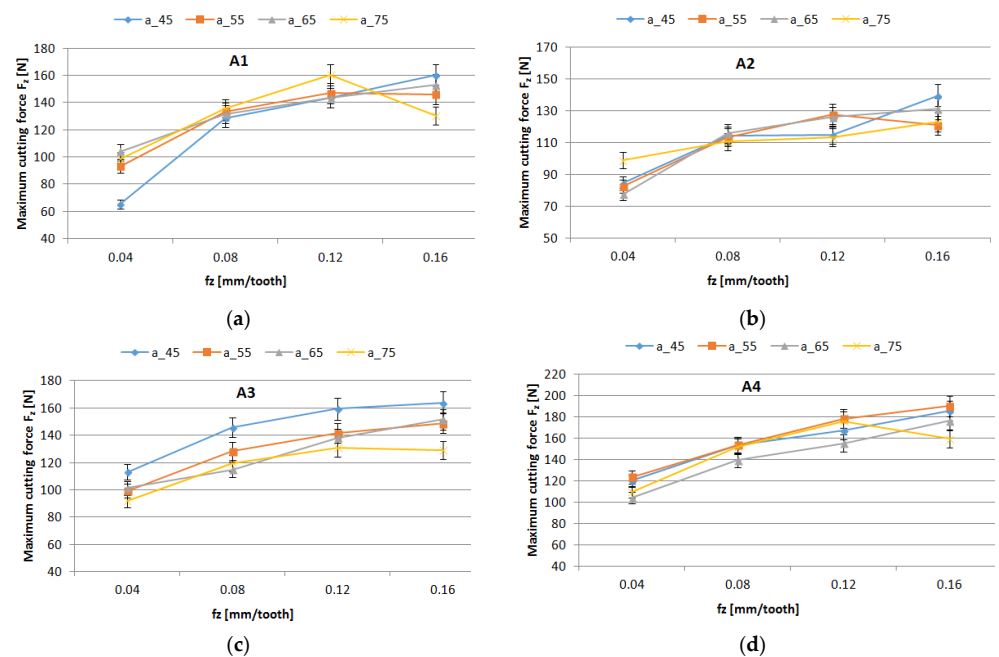 a_45 a_55 a_65 a_75
A1
Maximum cutting force Fz [N]
180
160
140
120
100
80
60
40
0.04 0.08 0.12 0.16
fz [mm/tooth]
(a)
a_45 a_55 a_65 a_75
A2
Maximum cutting force Fz [N]
170
150
130
110
90
70
50
0.04 0.08 0.12 0.16
fz [mm/tooth]
(b)
a_45 a_55 a_65 a_75
A3
Maximum cutting force Fz [N]
180
160
140
120
100
80
60
40
0.04 0.08 0.12 0.16
fz [mm/tooth]
(c)
a_45 a_55 a_65 a_75
A4
Maximum cutting force Fz [N]
220
200
180
160
140
120
100
80
60
40
0.04 0.08 0.12 0.16
fz [mm/tooth]
(d)